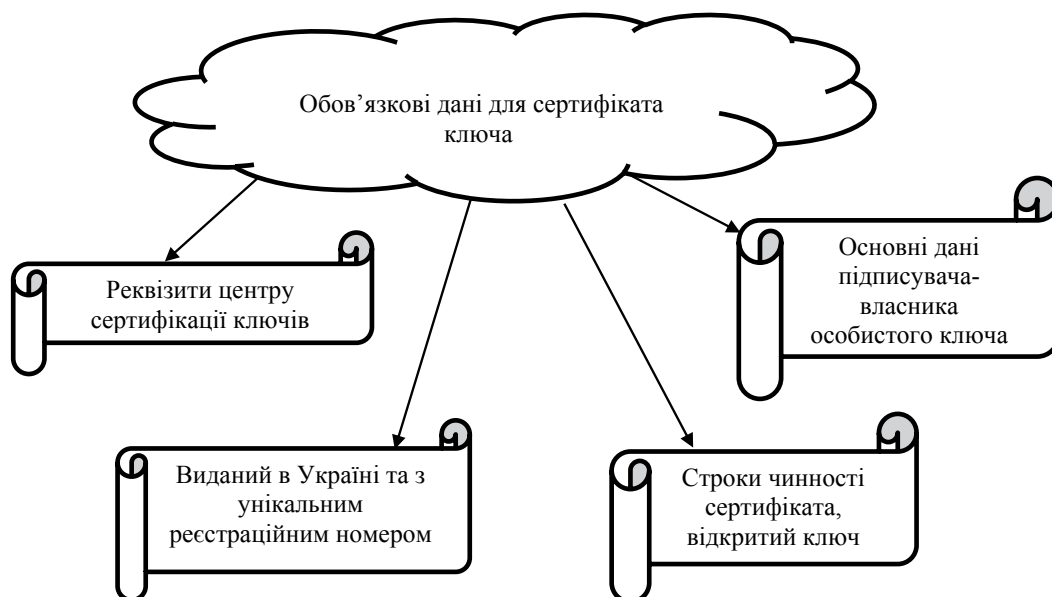 Обов’язкові дані для сертифіката
ключа
Реквізити центру
сертифікації ключів
Основні дані
підписувача-
власника
особистого ключа
Виданий в Україні та з
унікальним
реєстраційним номером
Строки чинності
сертифіката,
відкритий ключ